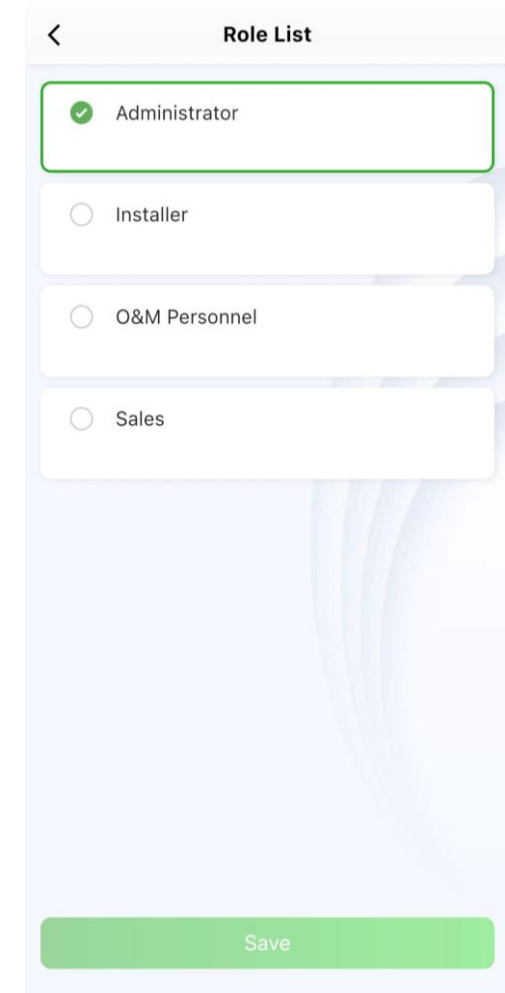 Role List
Administrator
Installer
O&M Personnel
Sales
Save